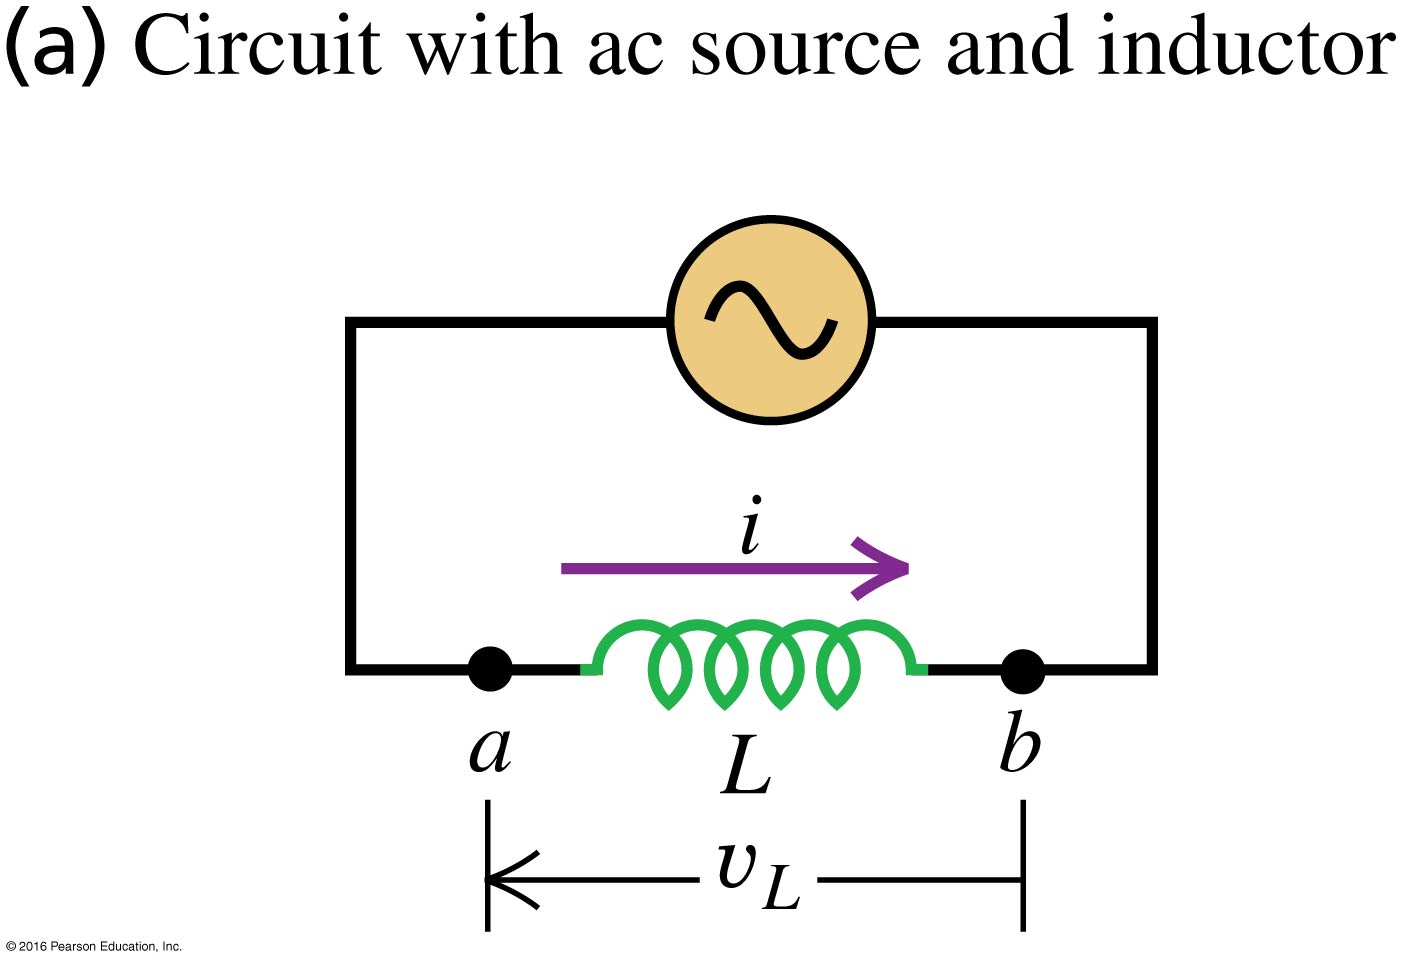 (a) Circuit with ac source and inductor
i
a
L
b
v_L
© 2016 Pearson Education, Inc.